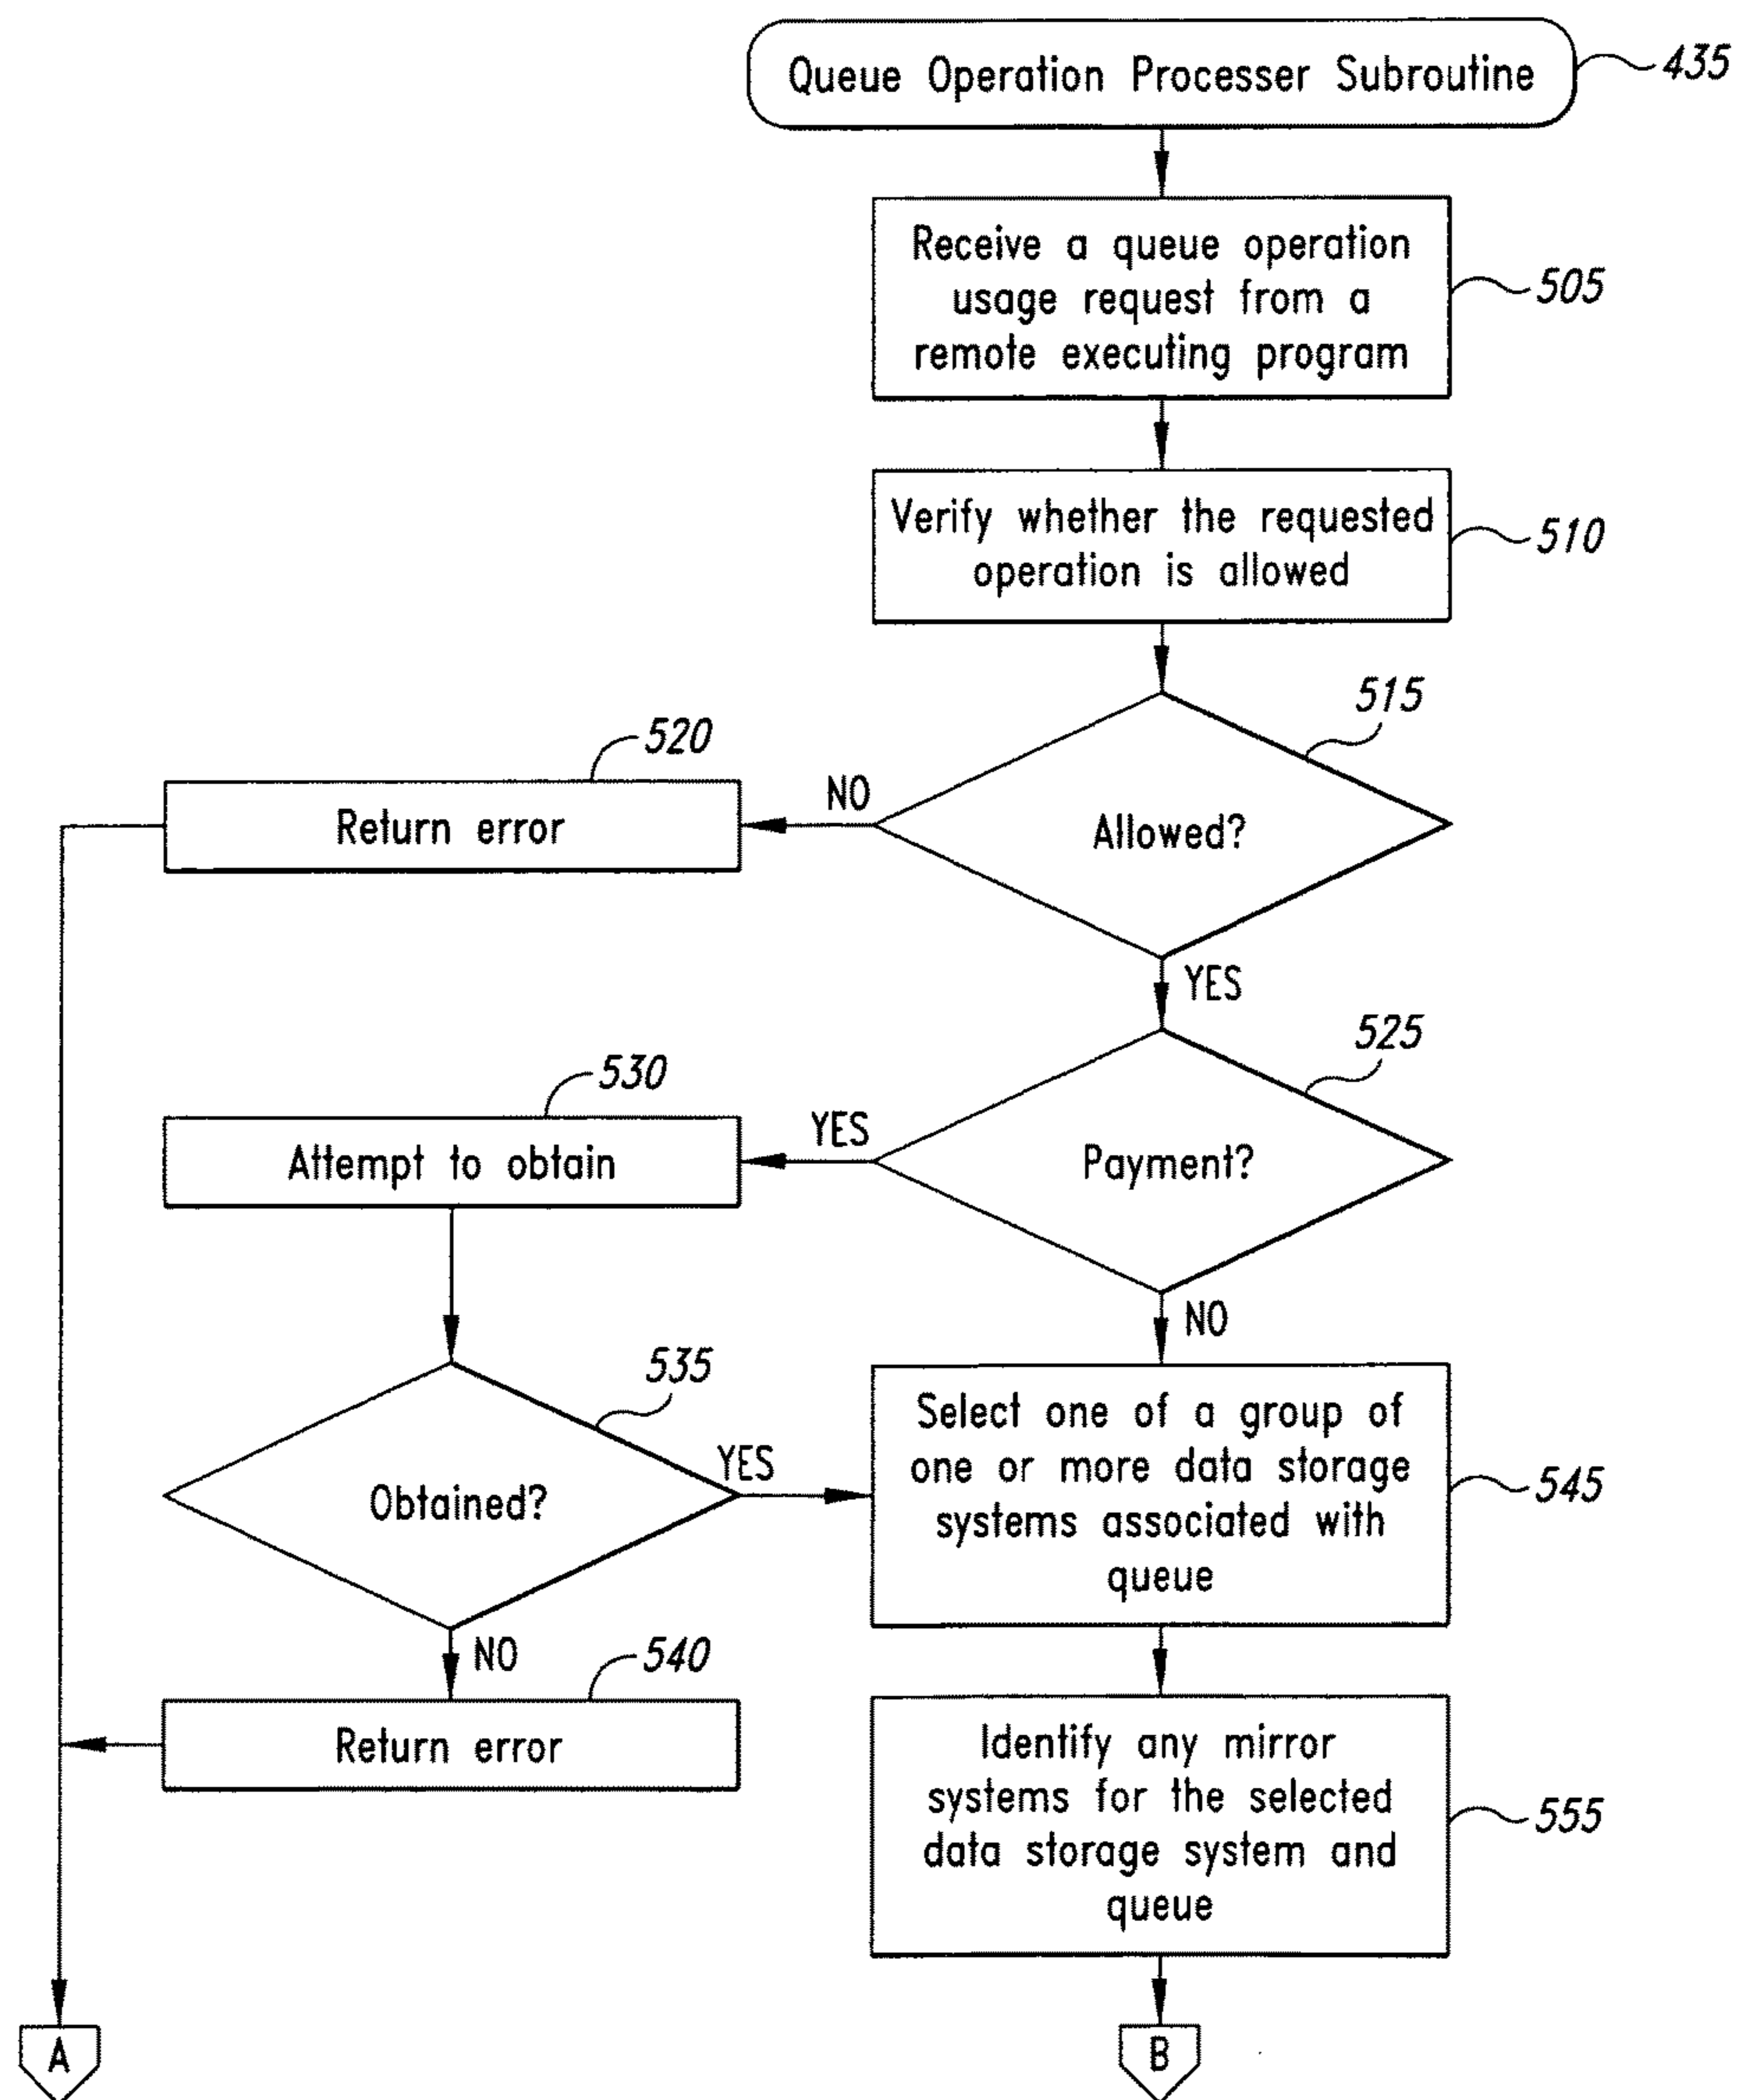 Queue Operation Processer Subroutine
435
Receive a queue operation
usage request from a
remote executing program
505
Verify whether the requested
operation is allowed
510
515
520
NO
Return error
Allowed?
YES
525
530
YES
Attempt to obtain
Payment?
NO
535
Select one of a group of
one or more data storage
systems associated with
queue
545
YES
Obtained?
NO
540
Return error
Identify any mirror
systems for the selected
data storage system and
queue
555
A
B